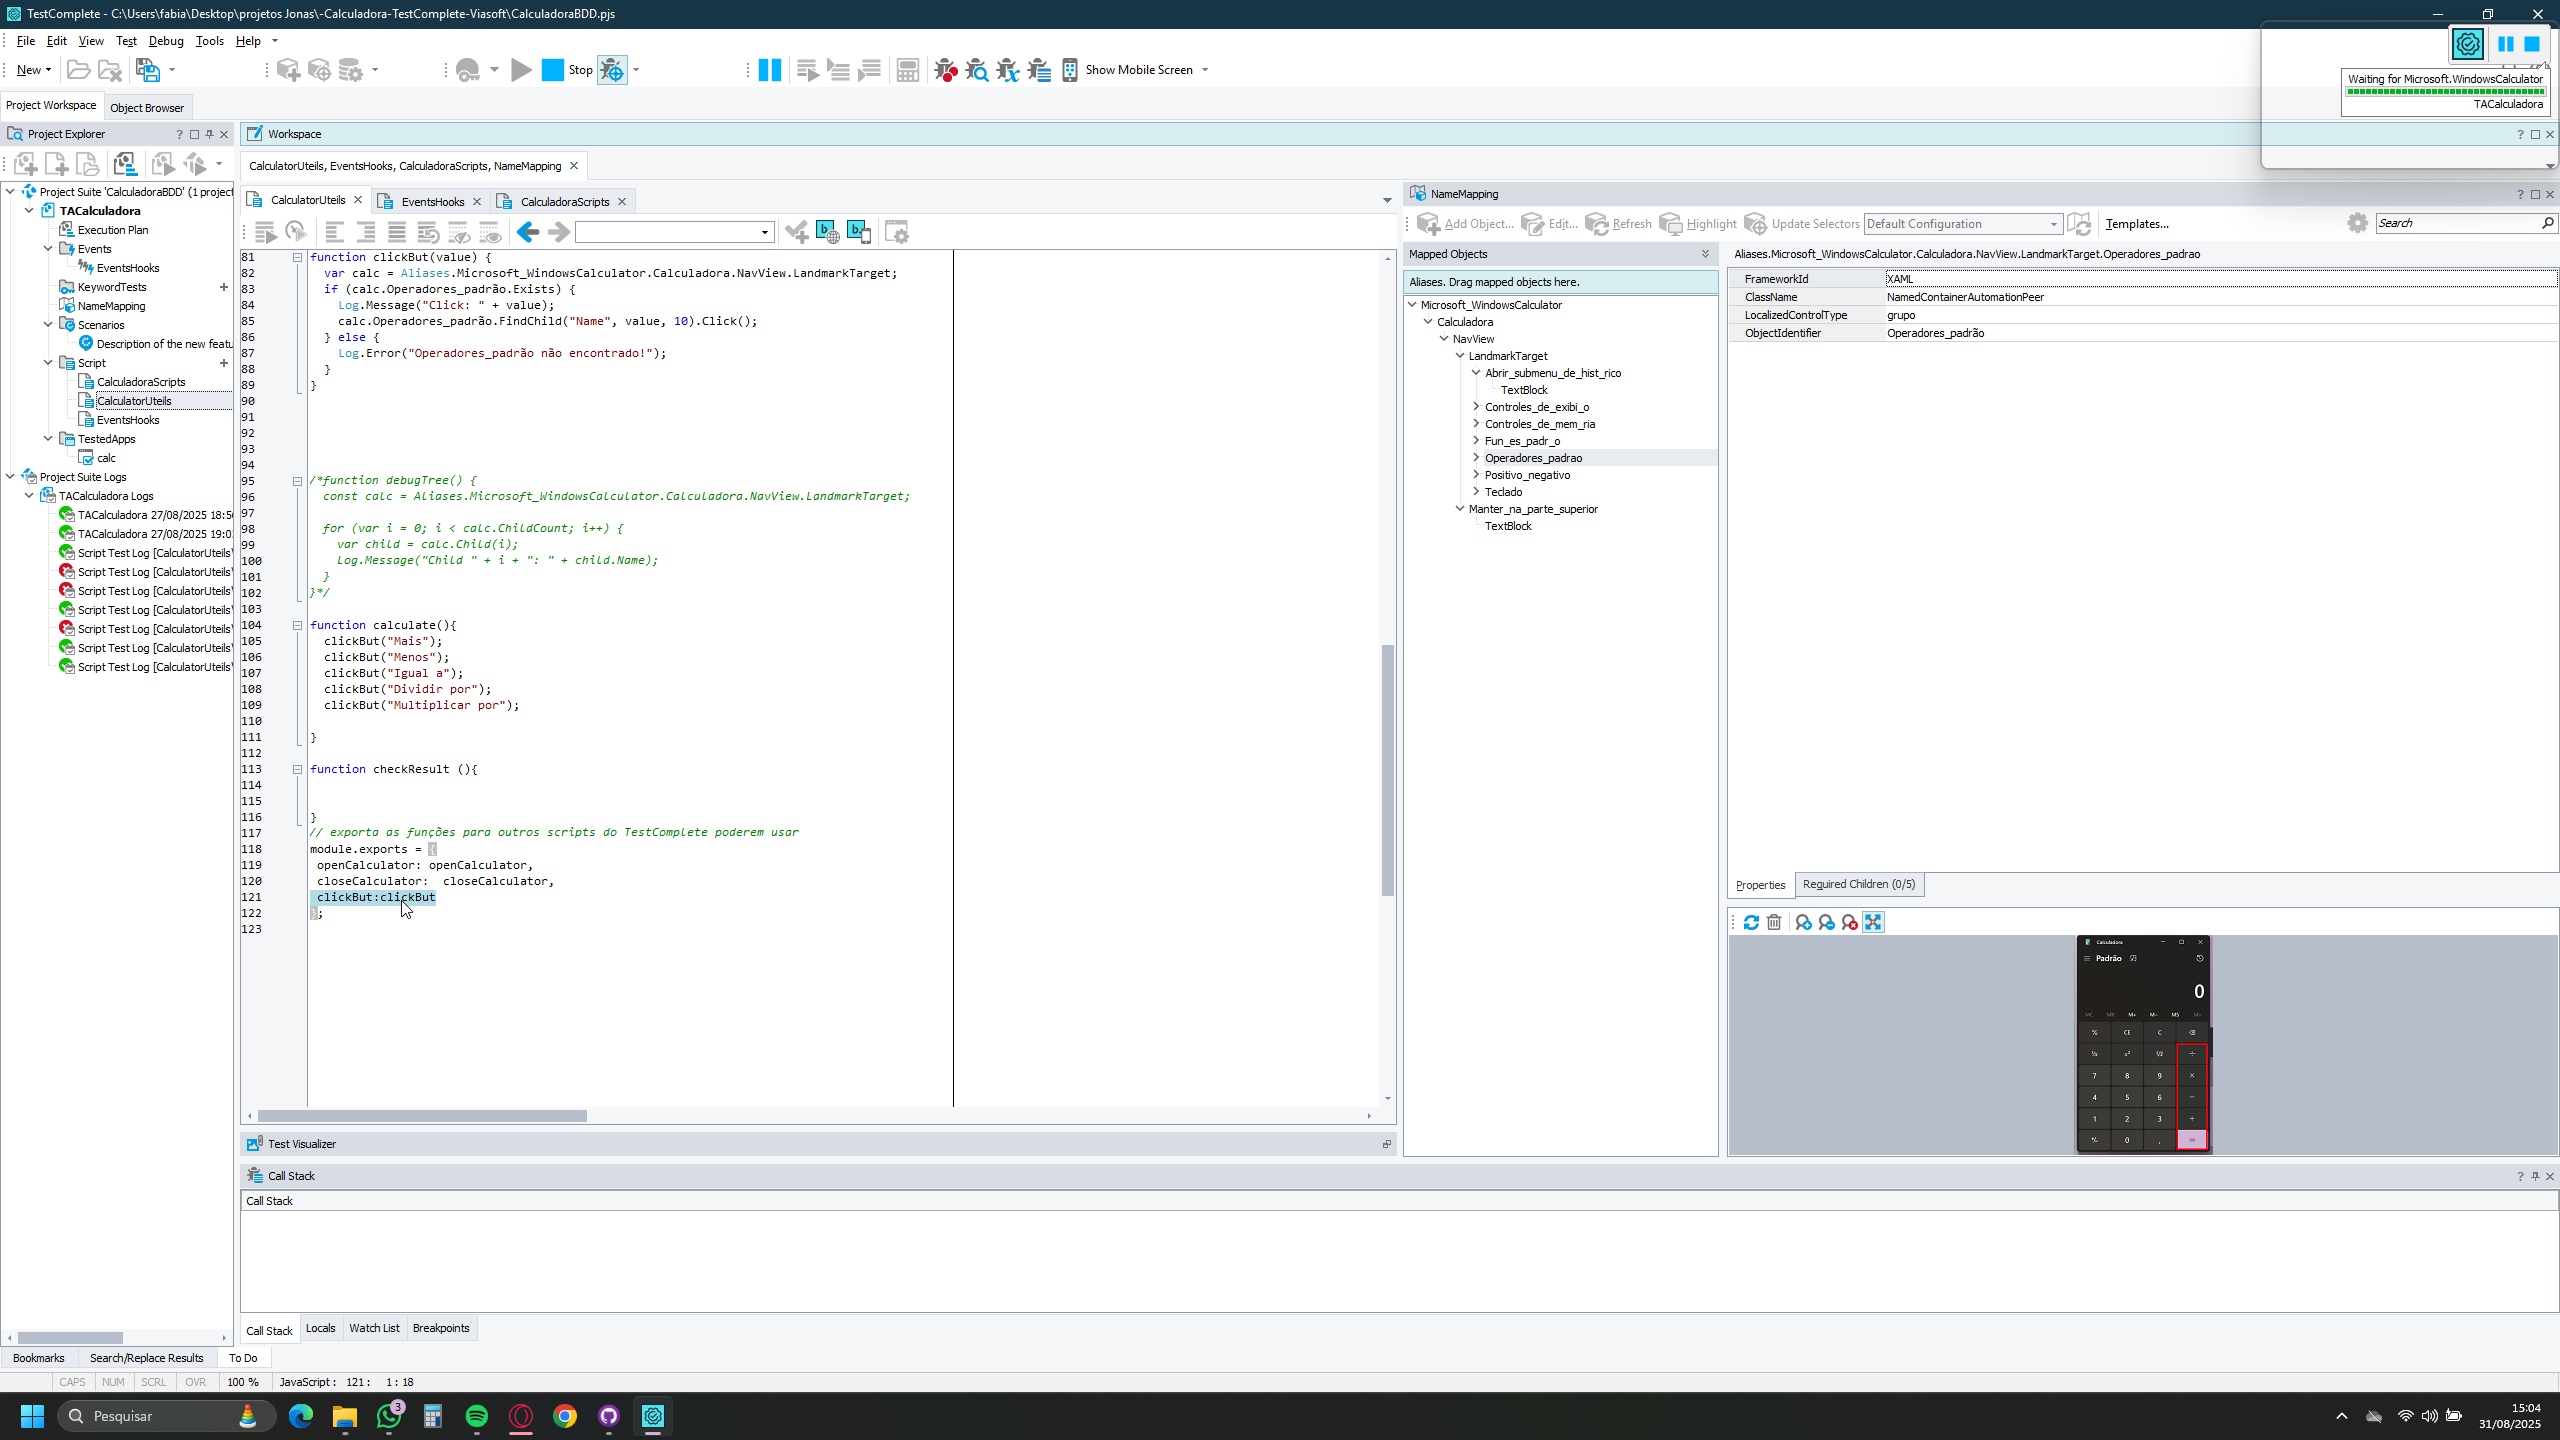 TestComplete - C:\Users\fabia\Desktop\projetos Jonas\-Calculadora-TestComplete-Viasoft\CalculadoraBDD.pjs
File Edit View Test Debug Tools Help
New Stop Show Mobile Screen
Waiting for Microsoft.WindowsCalculator
TACalculadora
Project Workspace Object Browser
Project Explorer
Project Suite 'CalculadoraBDD' (1 project
TACalculadora
Execution Plan
Events
EventsHooks
KeywordTests
NameMapping
Scenarios
Description of the new featu
Script
CalculadoraScripts
CalculatorUteils
EventsHooks
TestedApps
calc
Project Suite Logs
TACalculadora Logs
TACalculadora 27/08/2025 18:5
TACalculadora 27/08/2025 19:0
Script Test Log [CalculatorUteils\
Script Test Log [CalculatorUteils\
Script Test Log [CalculatorUteils\
Script Test Log [CalculatorUteils\
Script Test Log [CalculatorUteils\
Script Test Log [CalculatorUteils\
Script Test Log [CalculatorUteils\
Workspace
CalculatorUteils, EventsHooks, CalculadoraScripts, NameMapping
CalculatorUteils EventsHooks CalculadoraScripts
81 function clickBut(value) {
82 var calc = Aliases.Microsoft_WindowsCalculator.Calculadora.NavView.LandmarkTarget;
83 if (calc.Operadores_padrão.Exists) {
84 Log.Message("Click: " + value);
85 calc.Operadores_padrão.FindChild("Name", value, 10).Click();
86 } else {
87 Log.Error("Operadores_padrão não encontrado!");
88 }
89 }
90
91
92
93
94
95 /*function debugTree() {
96 const calc = Aliases.Microsoft_WindowsCalculator.Calculadora.NavView.LandmarkTarget;
97
98 for (var i = 0; i < calc.ChildCount; i++) {
99 var child = calc.Child(i);
100 Log.Message("Child " + i + ": " + child.Name);
101 }
102 }*/
103
104 function calculate(){
105 clickBut("Mais");
106 clickBut("Menos");
107 clickBut("Igual a");
108 clickBut("Dividir por");
109 clickBut("Multiplicar por");
110
111 }
112
113 function checkResult (){
114
115
116 }
117 // exporta as funções para outros scripts do TestComplete poderem usar
118 module.exports = {
119 openCalculator: openCalculator,
120 closeCalculator: closeCalculator,
121 clickBut:clickBut
122 };
123
NameMapping
Add Object... Edit... Refresh Highlight Update Selectors Default Configuration Templates... Search
Mapped Objects
Aliases. Drag mapped objects here.
Microsoft_WindowsCalculator
Calculadora
NavView
LandmarkTarget
Abrir_submenu_de_hist_rico
TextBlock
Controles_de_exibi_o
Controles_de_mem_ria
Fun_es_padr_o
Operadores_padrao
Positivo_negativo
Teclado
Manter_na_parte_superior
TextBlock
Aliases.Microsoft_WindowsCalculator.Calculadora.NavView.LandmarkTarget.Operadores_padrao
FrameworkId XAML
ClassName NamedContainerAutomationPeer
LocalizedControlType grupo
ObjectIdentifier Operadores_padrão
Properties Required Children (0/5)
Calculadora
Padrão
0
MC MR M+ M- MS
% CE C
7 8 9 ×
4 5 6 −
1 2 3 +
+/- 0 , =
Test Visualizer
Call Stack
Call Stack
Call Stack Locals Watch List Breakpoints
Bookmarks Search/Replace Results To Do
CAPS NUM SCRL OVR 100 % JavaScript: 121: 1:18
Pesquisar
3
15:04
31/08/2025